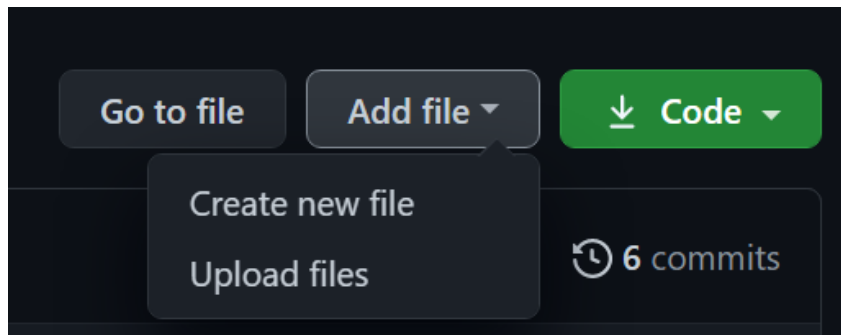 Go to file
Add file
Code
Create new file
Upload files
6 commits